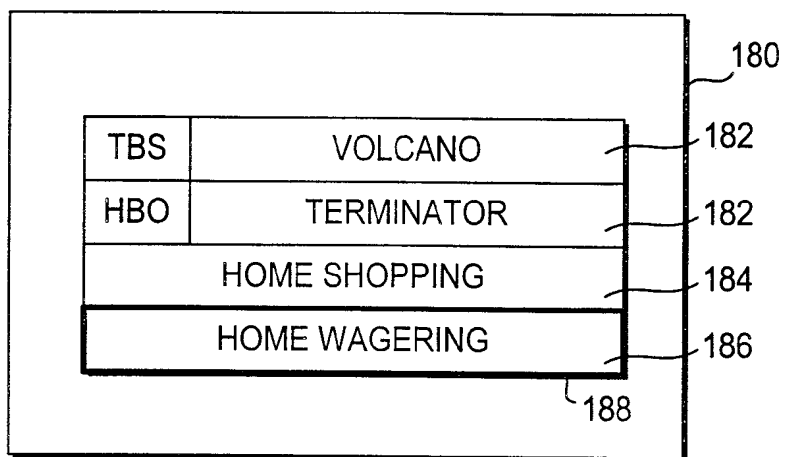 180
TBS VOLCANO 182
HBO TERMINATOR 182
HOME SHOPPING 184
HOME WAGERING 186
188